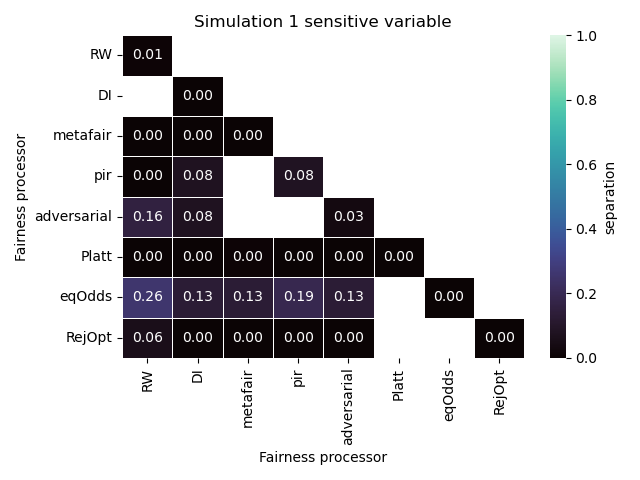 Simulation 1 sensitive variable
Fairness processor
RW 0.01
DI 0.00
metafair 0.00 0.00 0.00
pir 0.00 0.08 0.08
adversarial 0.16 0.08 0.03
Platt 0.00 0.00 0.00 0.00 0.00 0.00
eqOdds 0.26 0.13 0.13 0.19 0.13 0.00
RejOpt 0.06 0.00 0.00 0.00 0.00 0.00
RW DI metafair pir adversarial Platt eqOdds RejOpt
Fairness processor
1.0
0.8
0.6
0.4
0.2
0.0
separation